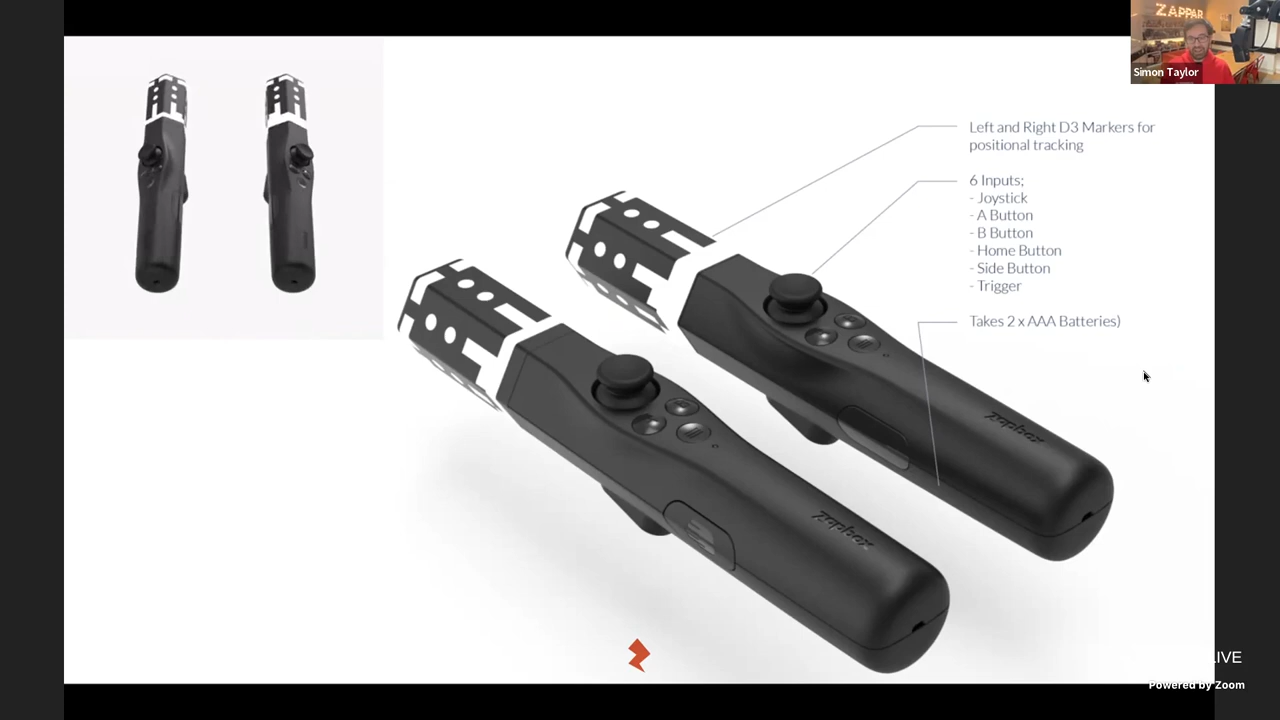 ZAPPAR
Simon Taylor
Left and Right D3 Markers for
positional tracking
6 Inputs;
- Joystick
- A Button
- B Button
- Home Button
- Side Button
- Trigger
Takes 2 x AAA Batteries)
zapbox
zapbox
LIVE
Powered by Zoom